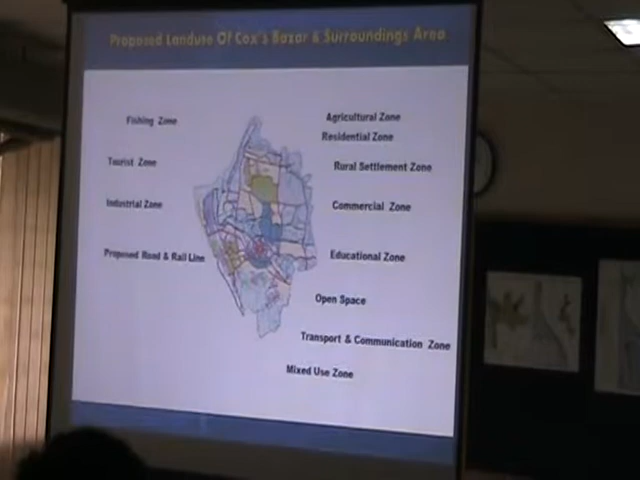 Proposed Landuse Of Cox's Bazar & Surroundings Area
Fishing Zone
Tourist Zone
Industrial Zone
Proposed Road & Rail Line
Agricultural Zone
Residential Zone
Rural Settlement Zone
Commercial Zone
Educational Zone
Open Space
Transport & Communication Zone
Mixed Use Zone